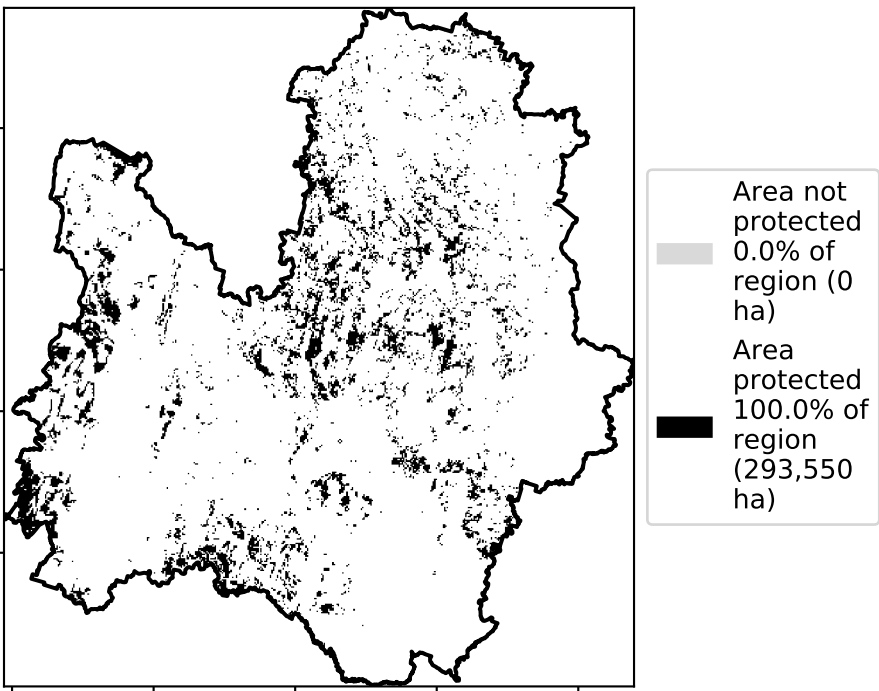 Area not
protected
0.0% of
region (0
ha)
Area
protected
100.0% of
region
(293,550
ha)